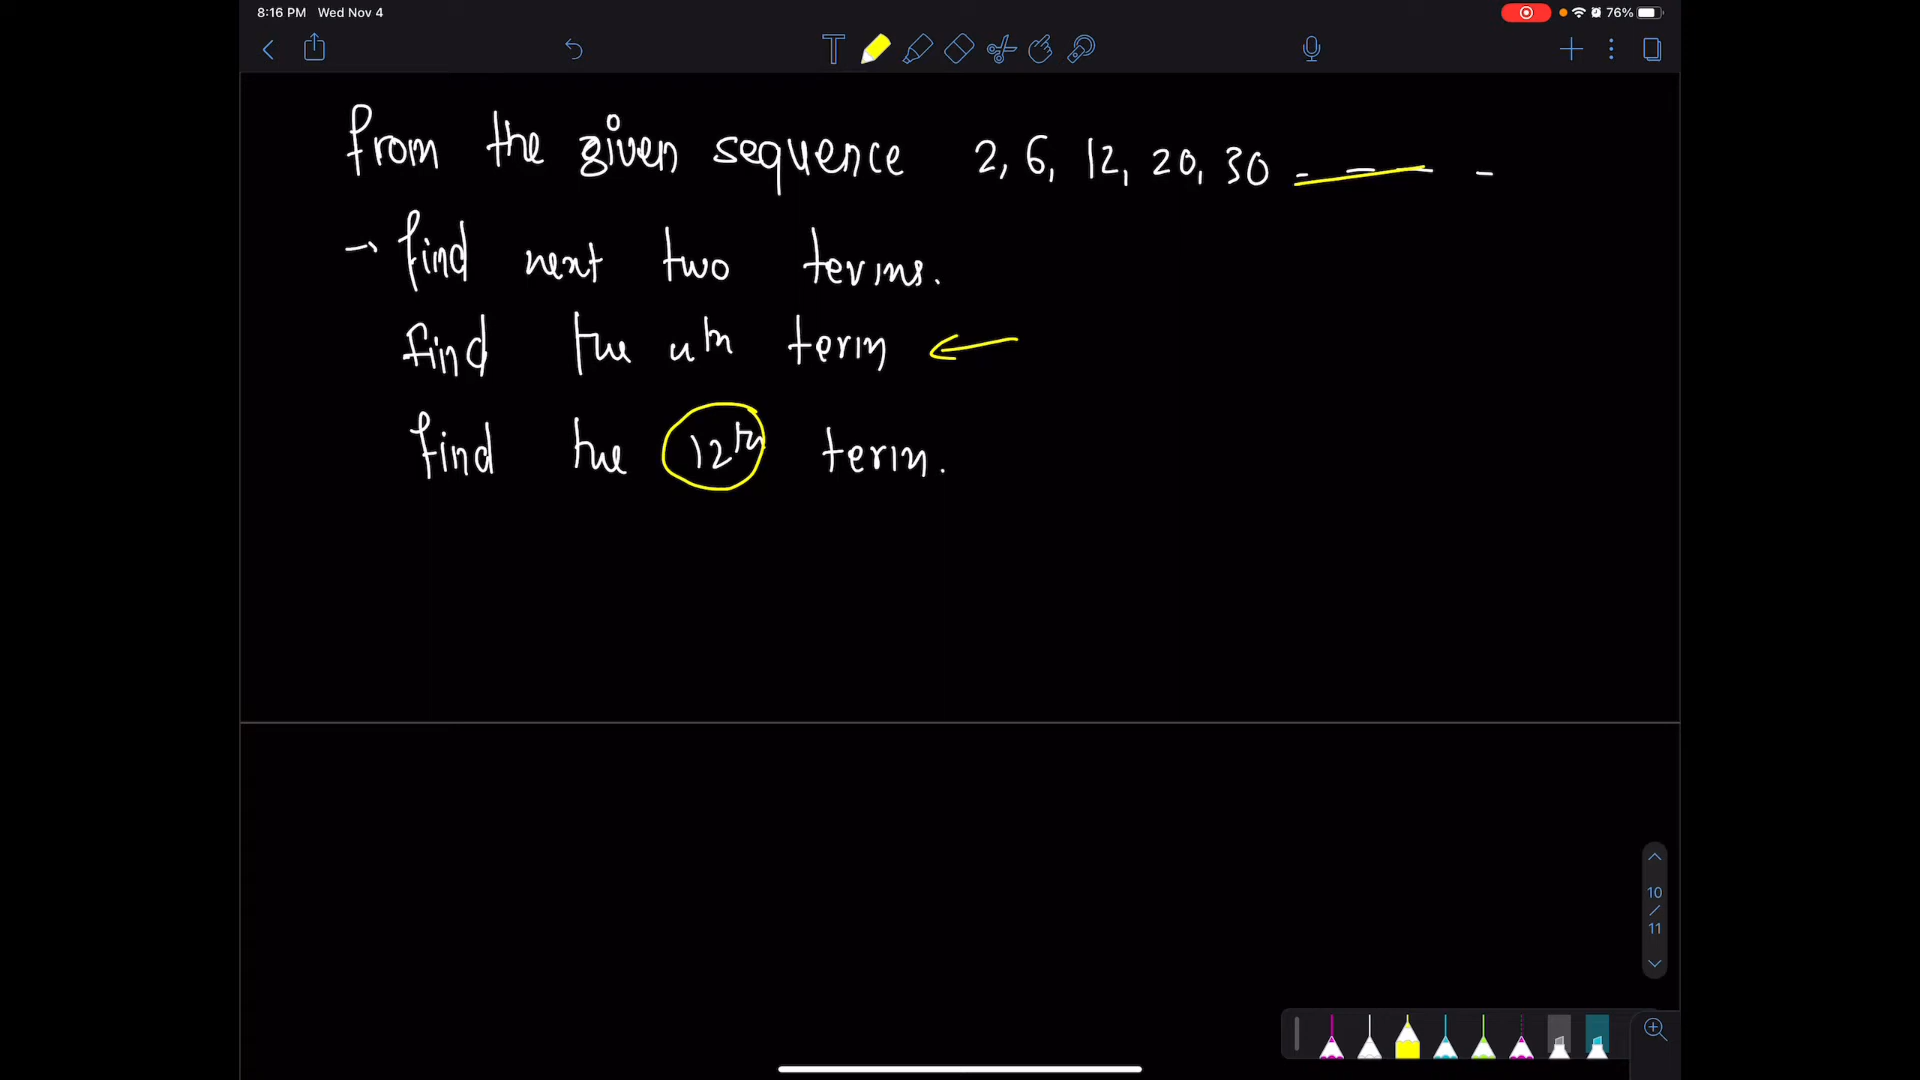 8:16 PM Wed Nov 4
76%
from the given sequence 2, 6, 12, 20, 30 - - - -
→ find next two terms.
find the nth term ←
find the 12th term.
10
/
11